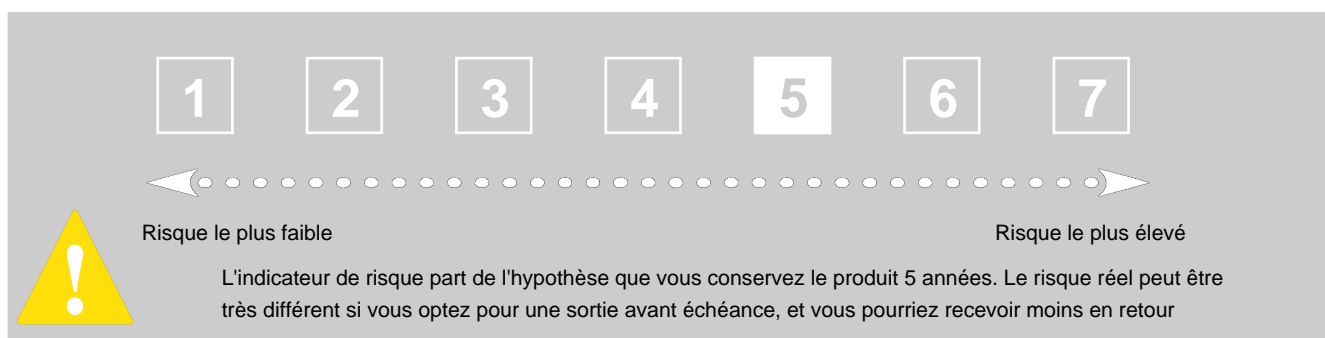 1 2 3 4 5 6 7
Risque le plus faible Risque le plus élevé
!
L'indicateur de risque part de l'hypothèse que vous conservez le produit 5 années. Le risque réel peut être
très différent si vous optez pour une sortie avant échéance, et vous pourriez recevoir moins en retour